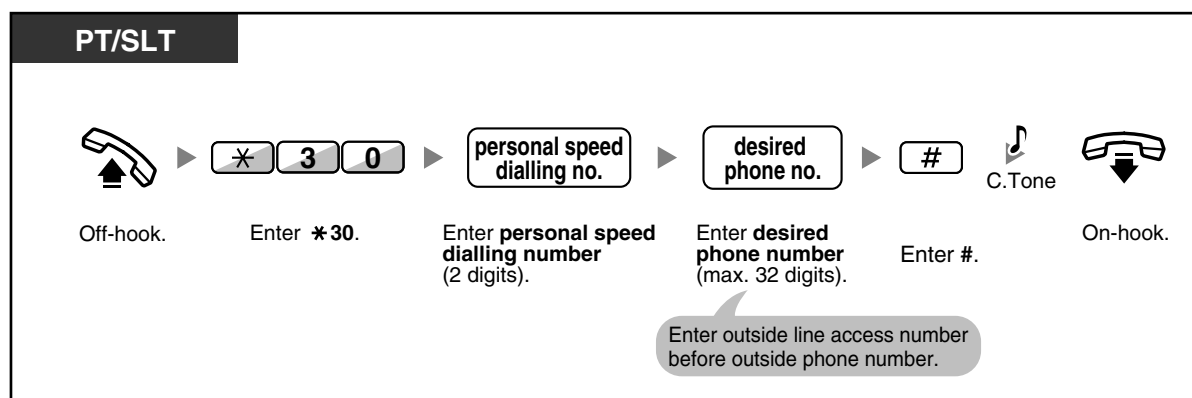 PT/SLT
* 3 0
personal speed
dialling no.
desired
phone no.
#
C.Tone
Off-hook.
Enter *30.
Enter personal speed
dialling number
(2 digits).
Enter desired
phone number
(max. 32 digits).
Enter #.
On-hook.
Enter outside line access number
before outside phone number.